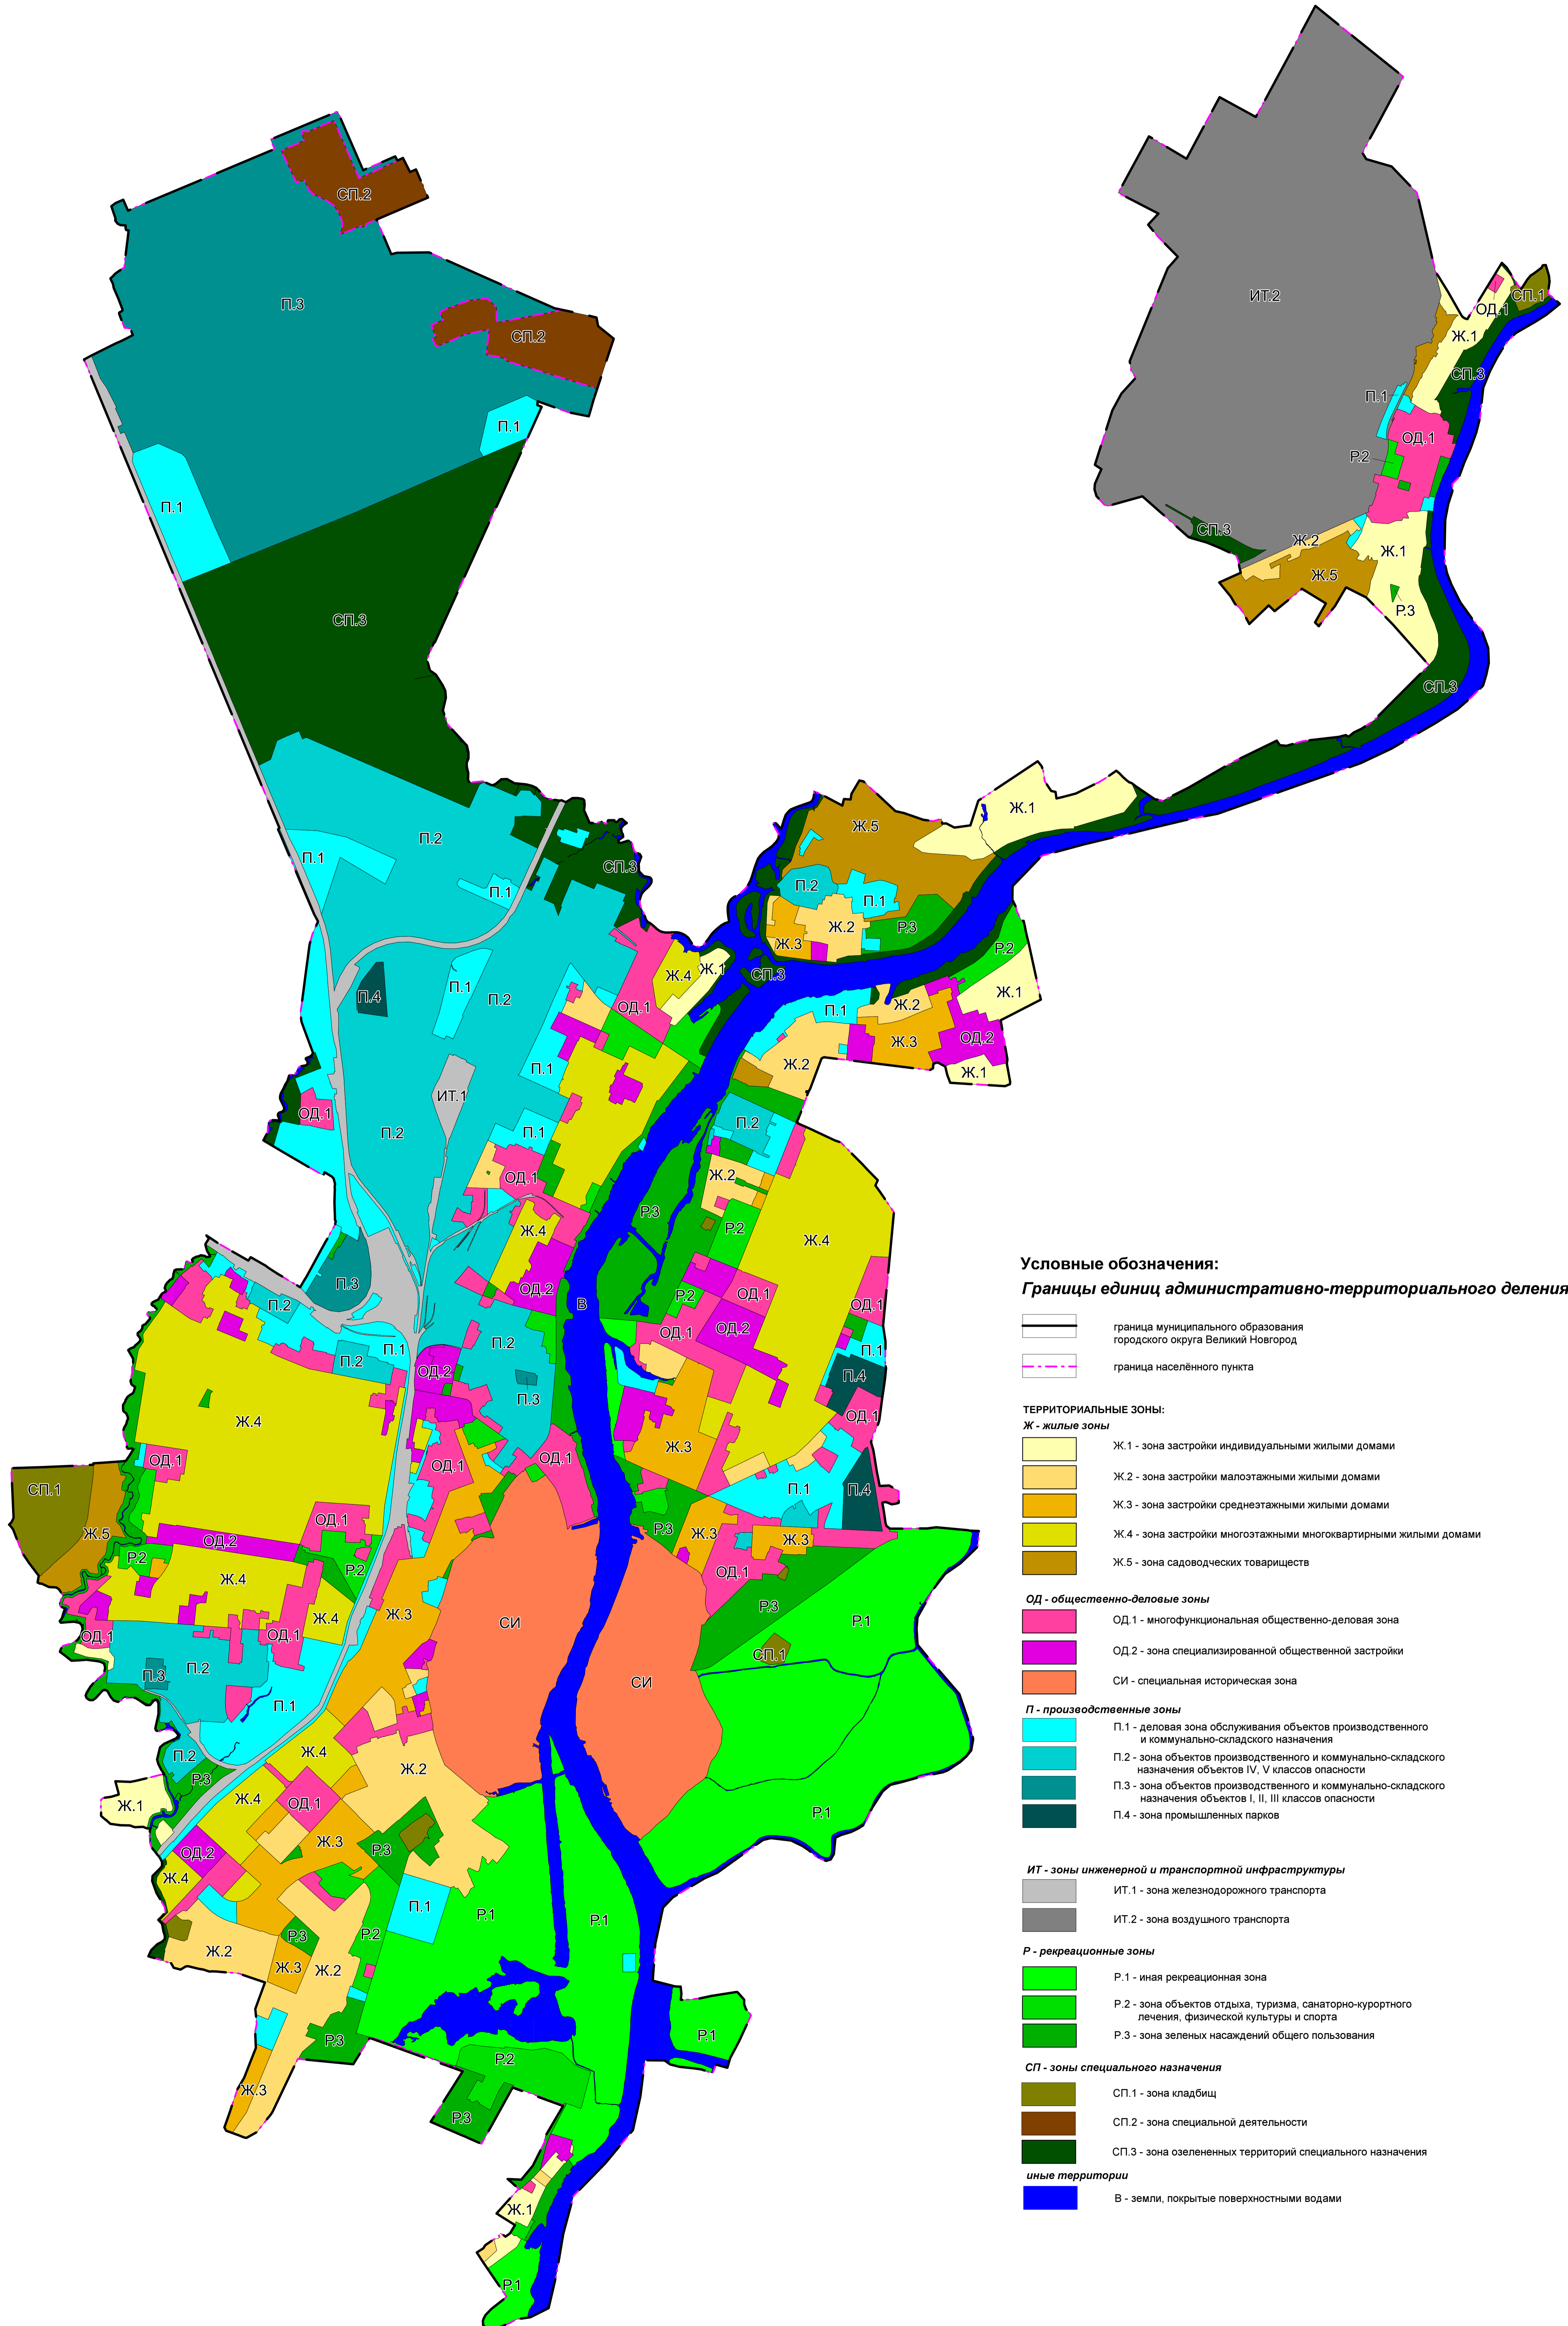 СП.2
П.3
СП.2
П.1
П.1
СП.3
ИТ.2
СП.1
ОД.1
Ж.1
СП.3
П.1
ОД.1
Р.2
СП.3
Ж.2
Ж.1
Ж.5
Р.3
СП.3
Ж.1
Ж.5
П.2
П.1
П.1
СП.3
П.2
П.1
Ж.2
Р.3
Ж.3
Р.2
Ж.4
Ж.1
СП.3
П.1
П.4
П.2
ОД.1
Ж.1
П.1
Ж.2
ОД.2
Ж.3
П.1
Ж.2
Ж.1
ИТ.1
ОД.1
П.2
П.1
П.2
ОД.1
Ж.2
Р.3
Ж.4
Р.2
Ж.4
П.3
ОД.2
Р.2
ОД.1
ОД.1
П.2
В
ОД.2
ОД.1
П.2
П.1
П.2
П.1
ОД.2
П.4
П.3
ОД.1
Ж.4
Ж.3
ОД.1
ОД.1
ОД.1
СП.1
П.1
П.4
ОД.1
Ж.5
Р.3
Ж.3
Ж.3
ОД.2
Р.2
Р.2
ОД.1
Ж.4
Р.3
Ж.4
Ж.3
СИ
Р.1
ОД.1
ОД.1
СП.1
П.3
П.2
СИ
П.1
П.2
Ж.4
Ж.2
Р.3
Ж.4
ОД.1
Ж.1
Р.1
Ж.3
Р.3
ОД.2
Ж.4
П.1
Р.1
Р.1
Р.3
Р.2
Ж.2
Ж.3
Ж.2
Р.3
Р.1
Р.2
Ж.3
Р.3
Ж.1
Р.1
Условные обозначения:
Границы единиц административно-территориального деления
граница муниципального образования
городского округа Великий Новгород
граница населённого пункта
ТЕРРИТОРИАЛЬНЫЕ ЗОНЫ:
Ж - жилые зоны
Ж.1 - зона застройки индивидуальными жилыми домами
Ж.2 - зона застройки малоэтажными жилыми домами
Ж.3 - зона застройки среднеэтажными жилыми домами
Ж.4 - зона застройки многоэтажными многоквартирными жилыми домами
Ж.5 - зона садоводческих товариществ
ОД - общественно-деловые зоны
ОД.1 - многофункциональная общественно-деловая зона
ОД.2 - зона специализированной общественной застройки
СИ - специальная историческая зона
П - производственные зоны
П.1 - деловая зона обслуживания объектов производственного
и коммунально-складского назначения
П.2 - зона объектов производственного и коммунально-складского
назначения объектов IV, V классов опасности
П.3 - зона объектов производственного и коммунально-складского
назначения объектов I, II, III классов опасности
П.4 - зона промышленных парков
ИТ - зоны инженерной и транспортной инфраструктуры
ИТ.1 - зона железнодорожного транспорта
ИТ.2 - зона воздушного транспорта
Р - рекреационные зоны
Р.1 - иная рекреационная зона
Р.2 - зона объектов отдыха, туризма, санаторно-курортного
лечения, физической культуры и спорта
Р.3 - зона зеленых насаждений общего пользования
СП - зоны специального назначения
СП.1 - зона кладбищ
СП.2 - зона специальной деятельности
СП.3 - зона озелененных территорий специального назначения
иные территории
В - земли, покрытые поверхностными водами